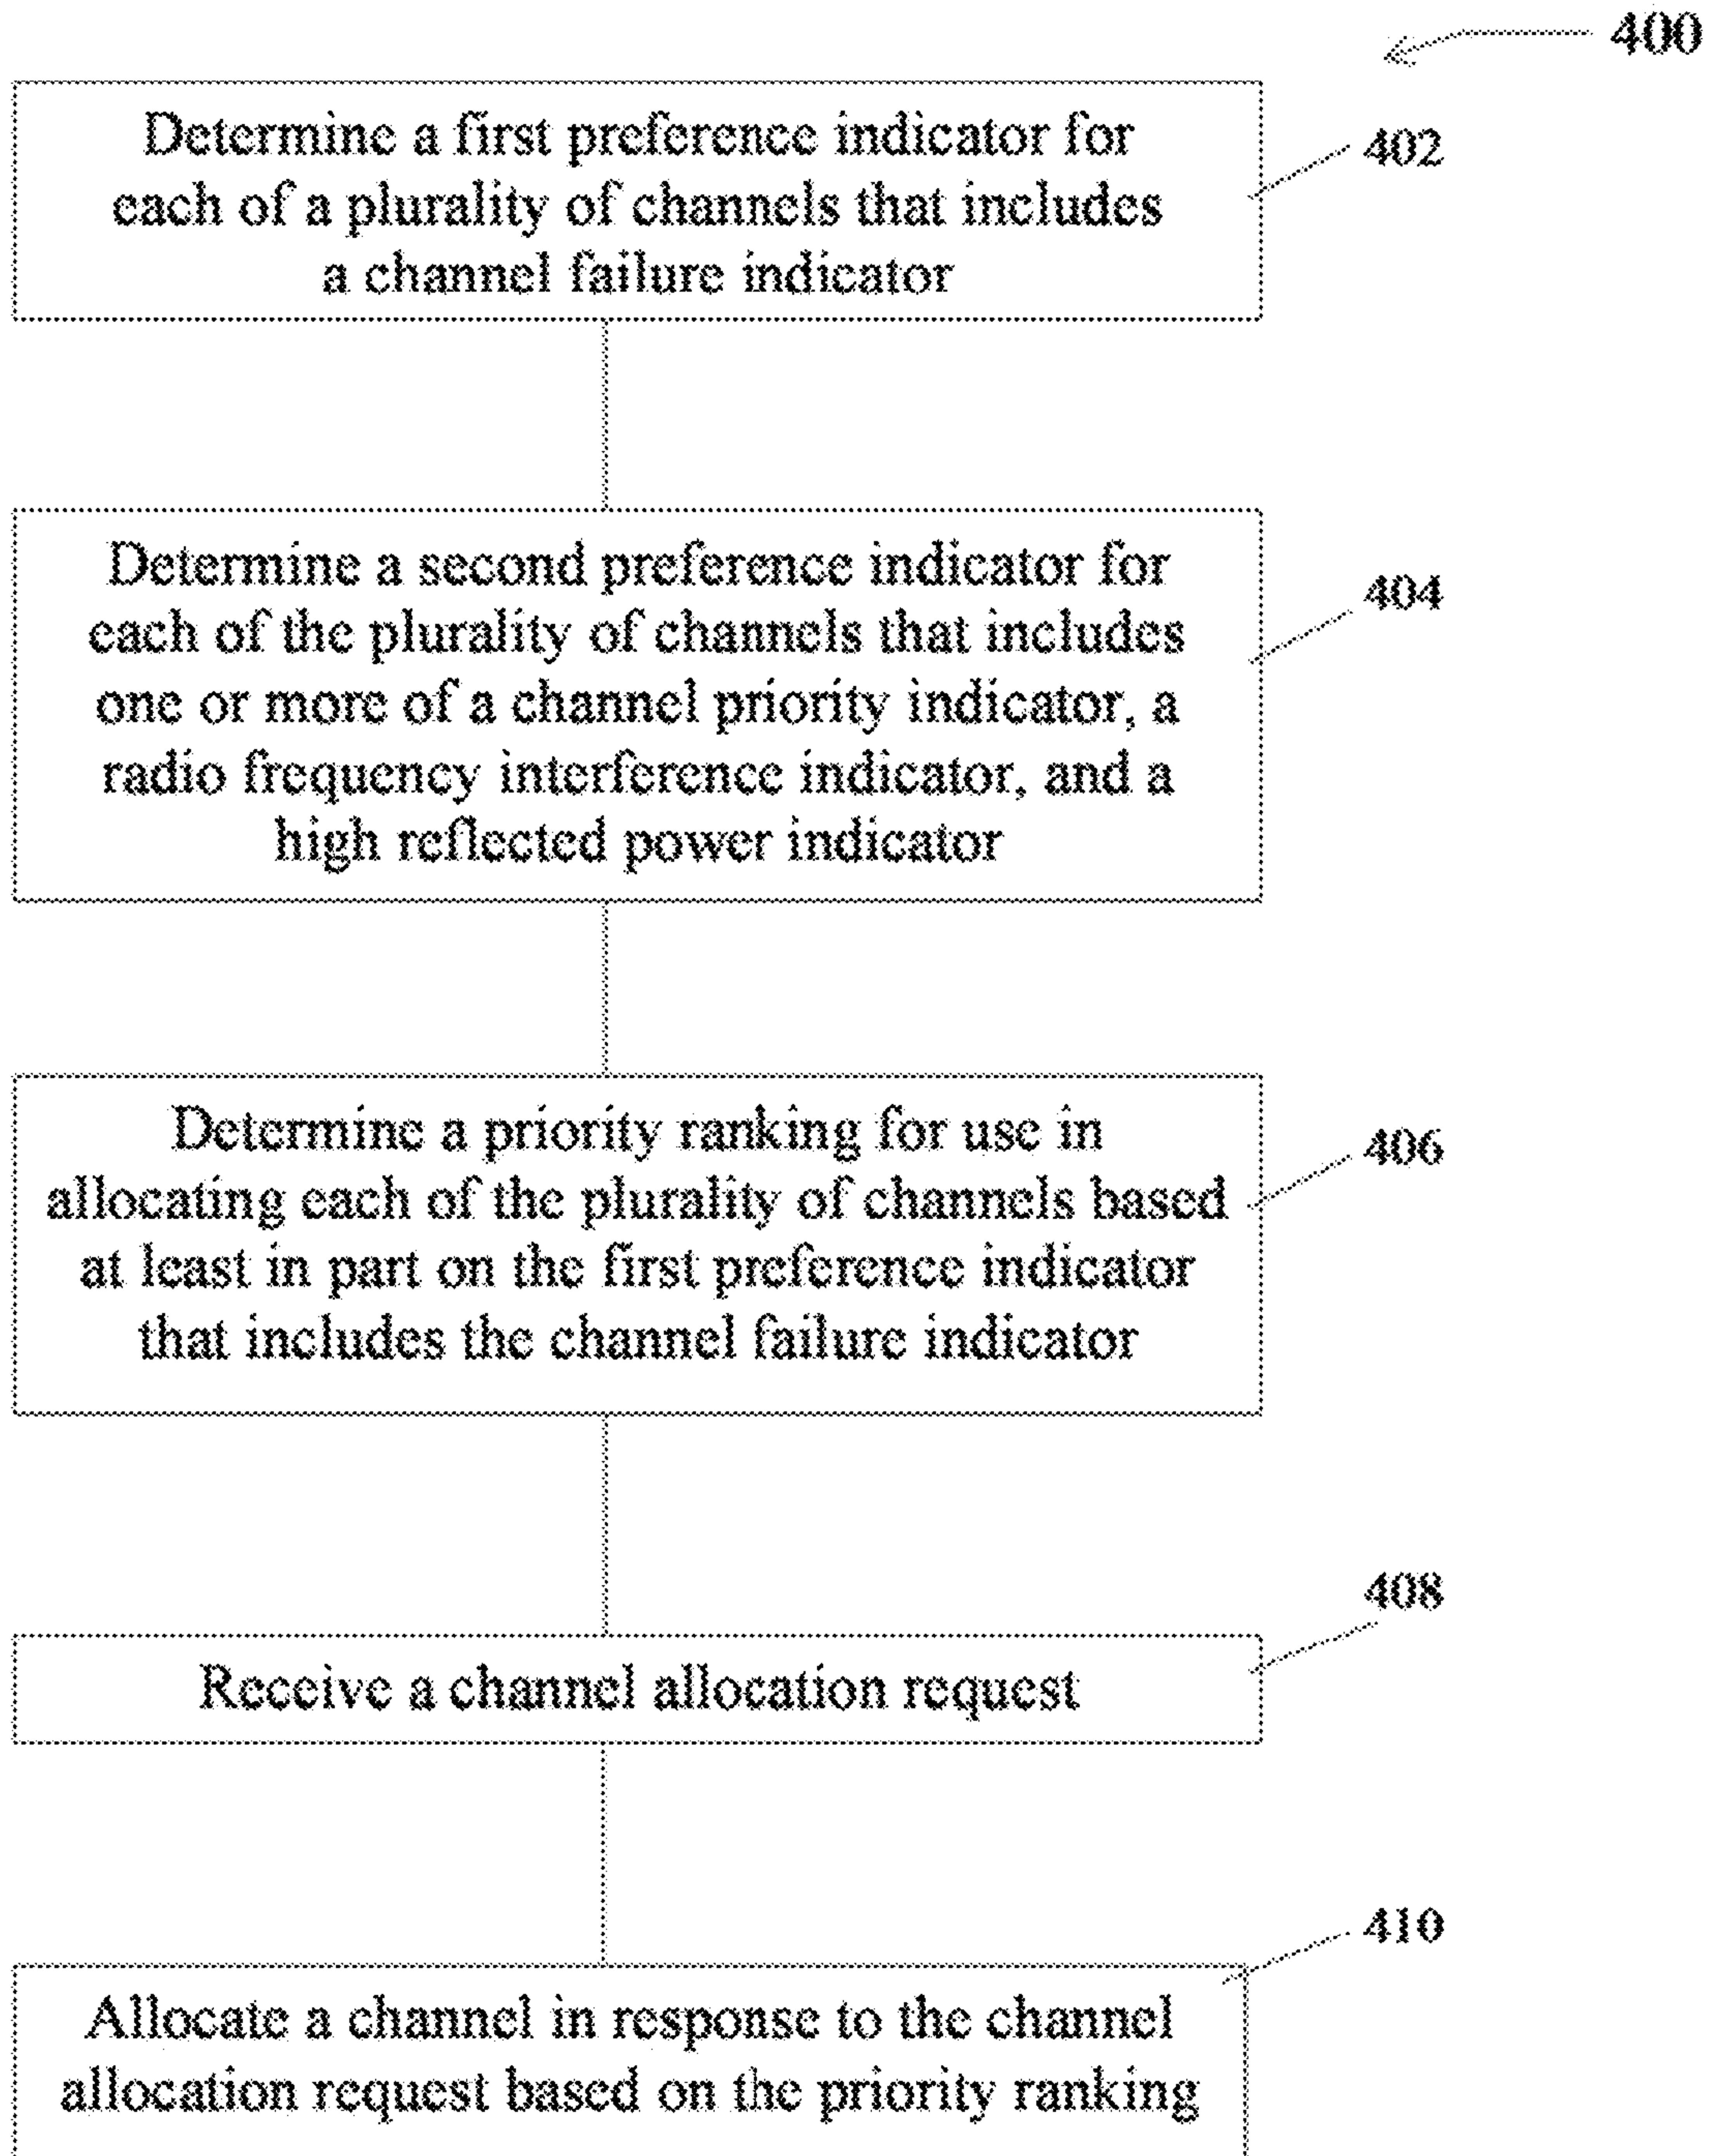 400
Determine a first preference indicator for
each of a plurality of channels that includes
a channel failure indicator
402
Determine a second preference indicator for
each of the plurality of channels that includes
one or more of a channel priority indicator, a
radio frequency interference indicator, and a
high reflected power indicator
404
Determine a priority ranking for use in
allocating each of the plurality of channels based
at least in part on the first preference indicator
that includes the channel failure indicator
406
Receive a channel allocation request
408
Allocate a channel in response to the channel
allocation request based on the priority ranking
410